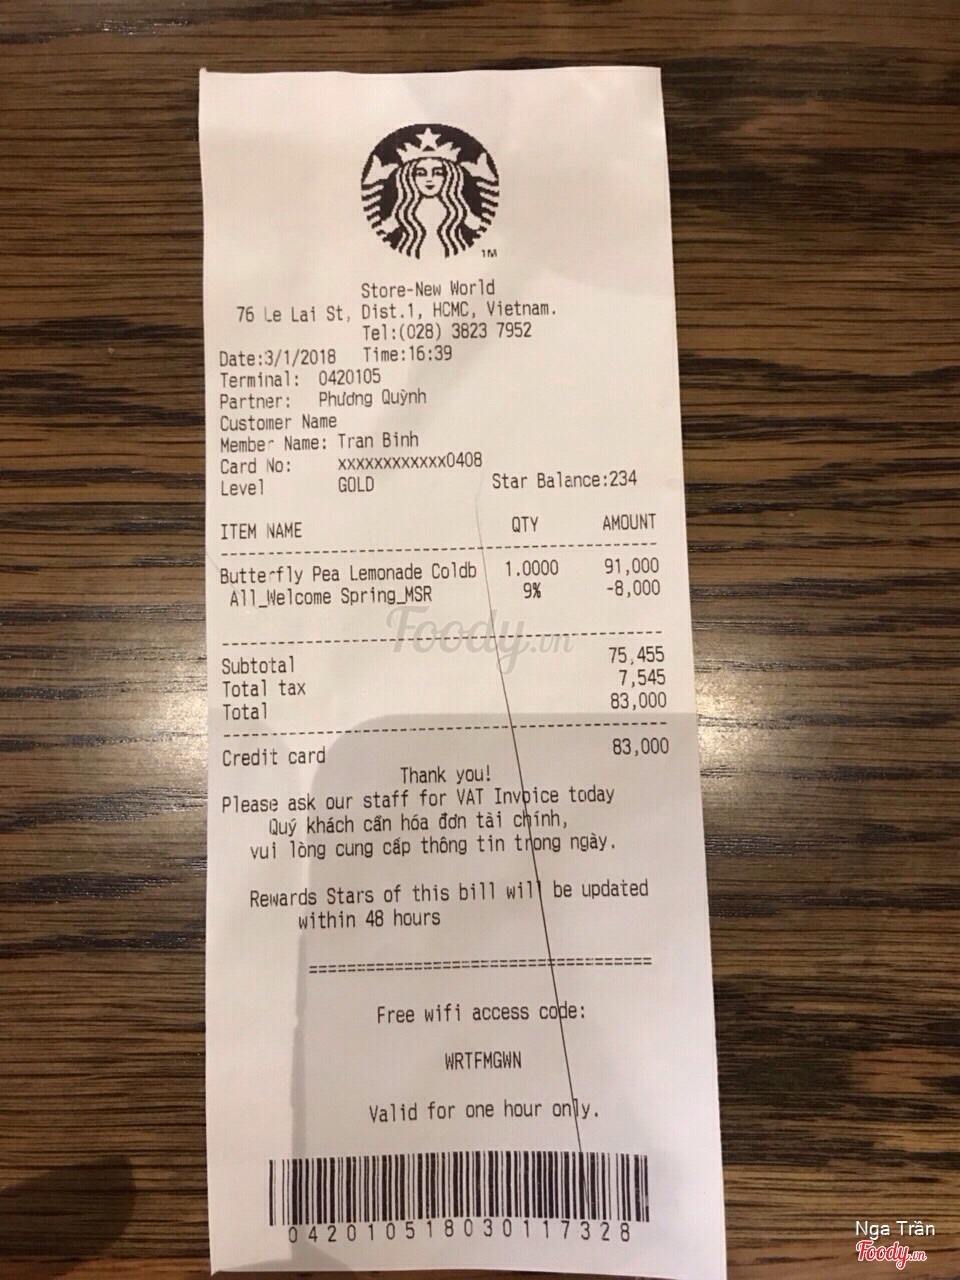 TM
Store-New World
76 Le Lai St, Dist.1, HCMC, Vietnam.
Tel:(028) 3823 7952
Date:3/1/2018 Time:16:39
Terminal: 0420105
Partner: Phương Quỳnh
Customer Name
Member Name: Tran Binh
Card No: xxxxxxxxxxxx0408
Level GOLD Star Balance:234
ITEM NAME QTY AMOUNT
Butterfly Pea Lemonade Coldb 1.0000 91,000
All_Welcome Spring_MSR 9% -8,000
Foody.vn
Subtotal 75,455
Total tax 7,545
Total 83,000
Credit card 83,000
Thank you!
Please ask our staff for VAT Invoice today
Quý khách cần hóa đơn tài chính,
vui lòng cung cấp thông tin trong ngày.
Rewards Stars of this bill will be updated
within 48 hours
===================================
Free wifi access code:
WRTFMGWN
Valid for one hour only.
042010518030117328
Nga Trần
Foody.vn